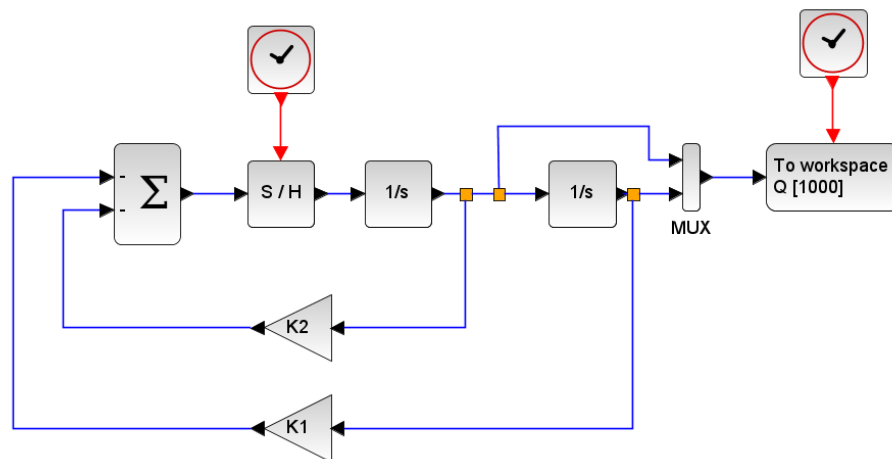 -
-
Σ
S / H
1/s
1/s
MUX
To workspace
Q [1000]
K2
K1